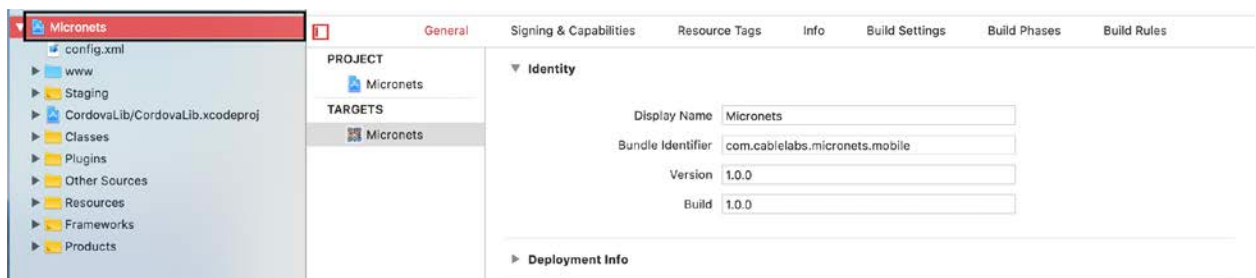 Micronets
config.xml
www
Staging
CordovaLib/CordovaLib.xcodeproj
Classes
Plugins
Other Sources
Resources
Frameworks
Products
General Signing & Capabilities Resource Tags Info Build Settings Build Phases Build Rules
PROJECT
Micronets
TARGETS
Micronets
Identity
Display Name Micronets
Bundle Identifier com.cablelabs.micronets.mobile
Version 1.0.0
Build 1.0.0
Deployment Info